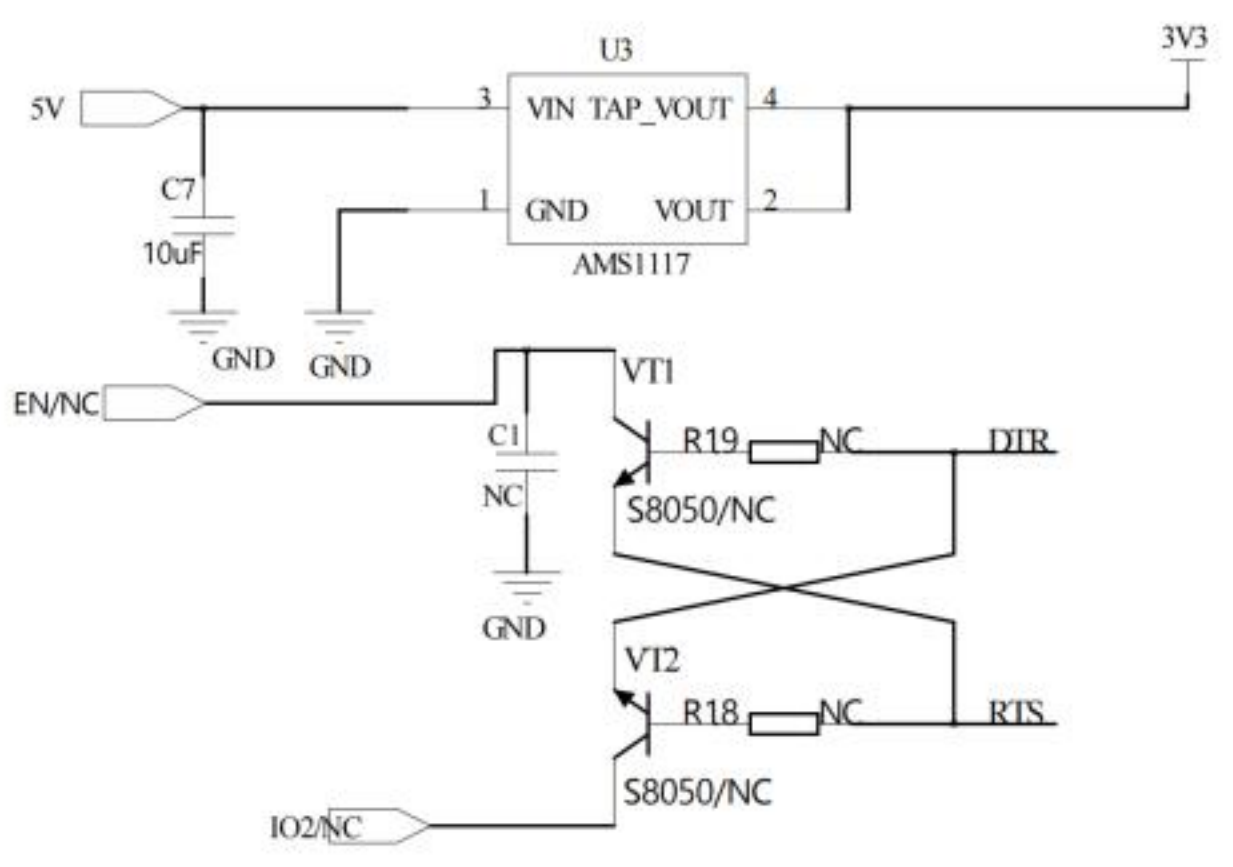 U3
3V3
5V
3 VIN TAP_VOUT 4
C7
1 GND VOUT 2
10uF
AMS1117
GND
GND
VT1
EN/NC
C1
R19 NC DTR
NC
S8050/NC
GND
VT2
R18 NC RTS
S8050/NC
IO2/NC